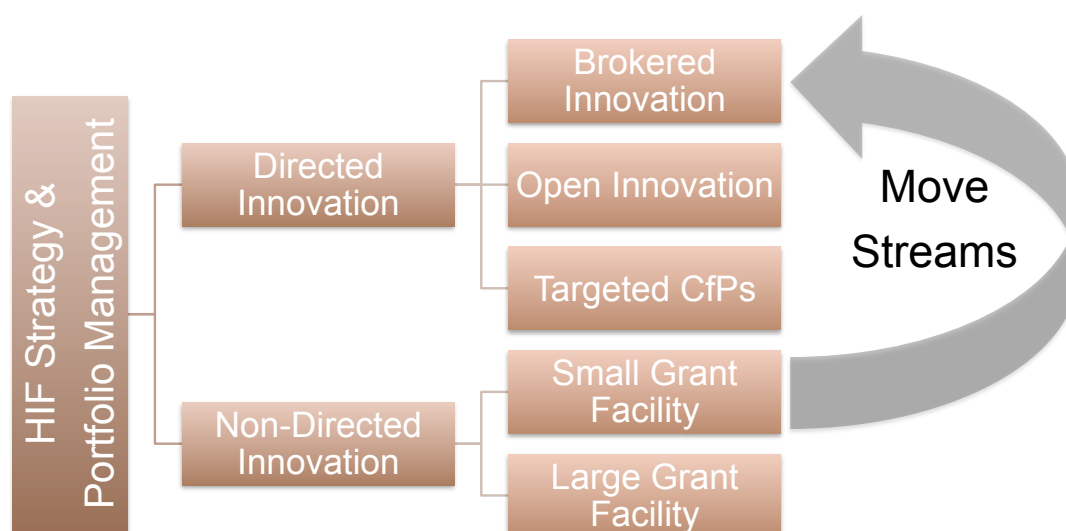 HIF Strategy &
Portfolio Management
Directed
Innovation
Non-Directed
Innovation
Brokered
Innovation
Open Innovation
Targeted CfPs
Small Grant
Facility
Large Grant
Facility
Move
Streams